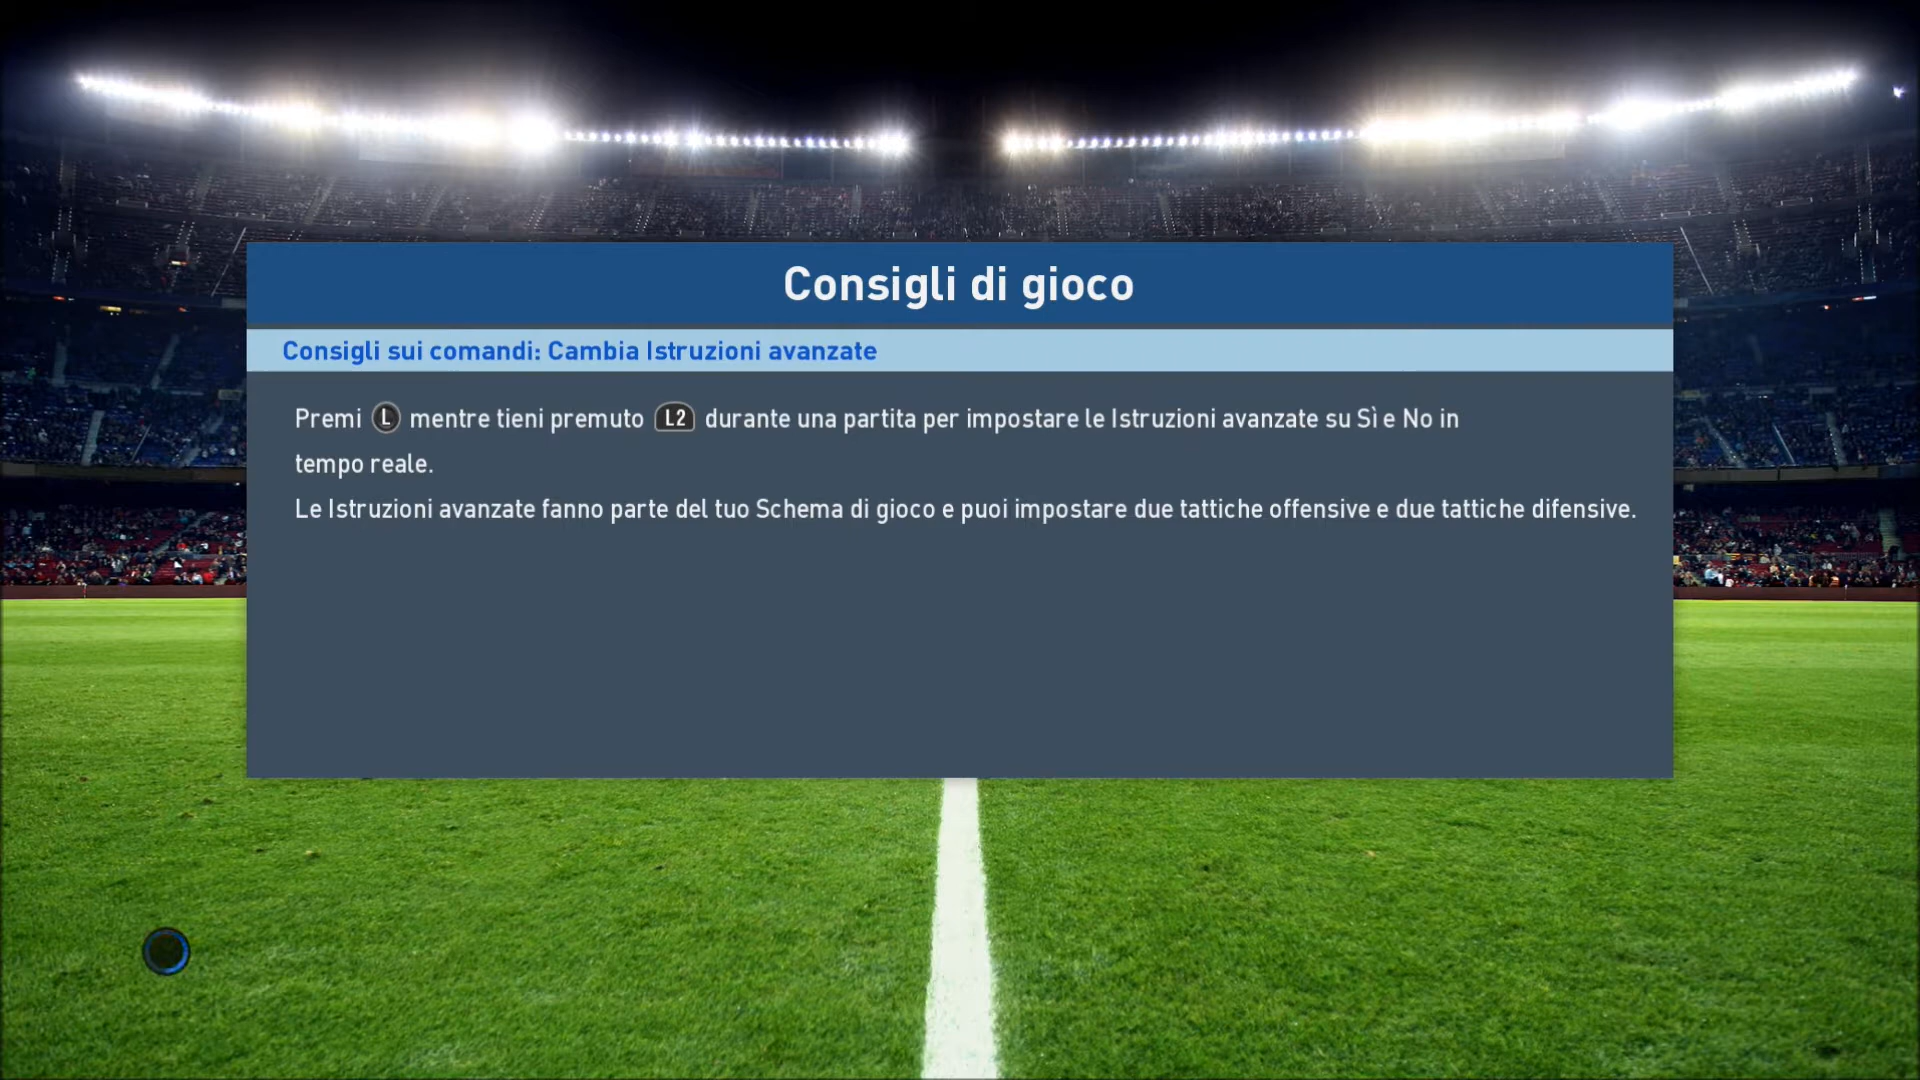 Consigli di gioco
Consigli sui comandi: Cambia Istruzioni avanzate
Premi L mentre tieni premuto L2 durante una partita per impostare le Istruzioni avanzate su Sì e No in
tempo reale.
Le Istruzioni avanzate fanno parte del tuo Schema di gioco e puoi impostare due tattiche offensive e due tattiche difensive.